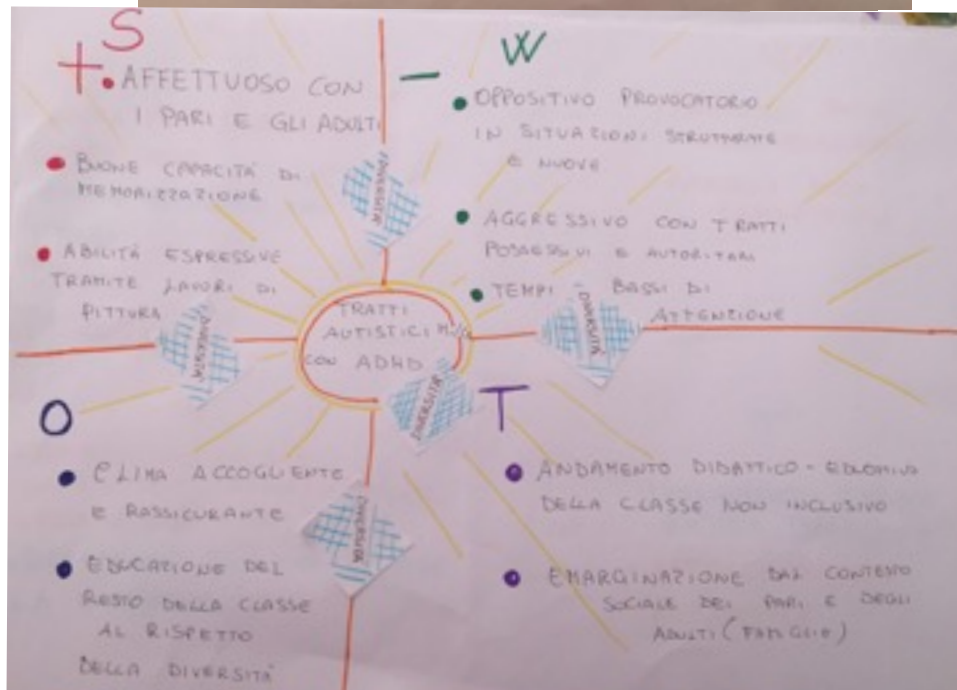 S
+
• AFFETTUOSO CON
I PARI E GLI ADULTI
• BUONE CAPACITÀ DI
MEMORIZZAZIONE
• ABILITÀ ESPRESSIVE
TRAMITE LAVORI DI
PITTURA
W
−
• OPPOSITIVO PROVOCATORIO
IN SITUAZIONI STRUTTURATE
E NUOVE
• AGGRESSIVO CON TRATTI
POSSESSIVI E AUTORITARI
• TEMPI BASSI DI
ATTENZIONE
DIVERSITÀ
DIVERSITÀ
DIVERSITÀ
TRATTI
AUTISTICI
CON ADHD
DIVERSITÀ
DIVERSITÀ
O
• CLIMA ACCOGLIENTE
E RASSICURANTE
• EDUCAZIONE DEL
RESTO DELLA CLASSE
AL RISPETTO
DELLA DIVERSITÀ
T
• ANDAMENTO DIDATTICO-EDUCATIVO
DELLA CLASSE NON INCLUSIVO
• EMARGINAZIONE DAL CONTESTO
SOCIALE DEI PARI E DEGLI
ADULTI (FAMIGLIE)